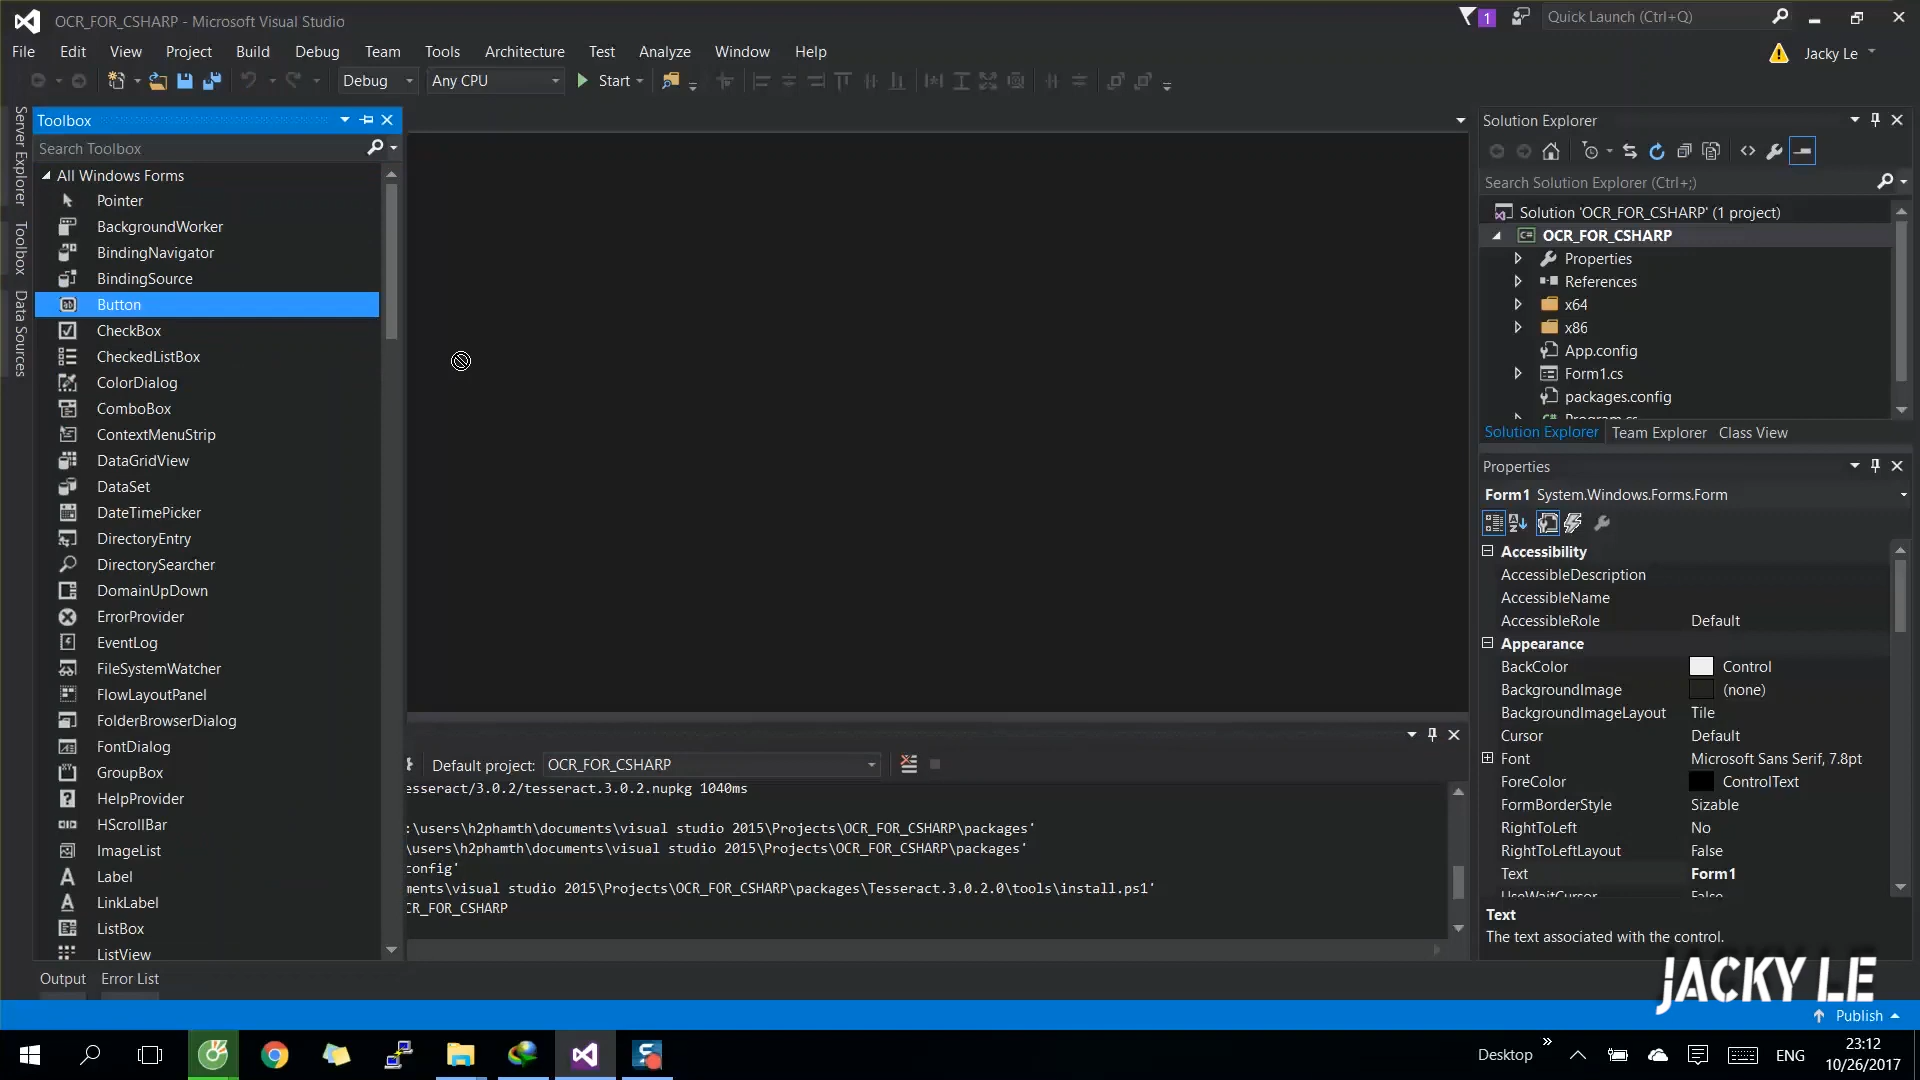 OCR_FOR_CSHARP - Microsoft Visual Studio
1
Quick Launch (Ctrl+Q)
File Edit View Project Build Debug Team Tools Architecture Test Analyze Window Help
Jacky Le
Debug Any CPU Start
Server Explorer
Toolbox
Data Sources
Toolbox
Search Toolbox
All Windows Forms
Pointer
BackgroundWorker
BindingNavigator
BindingSource
Button
CheckBox
CheckedListBox
ColorDialog
ComboBox
ContextMenuStrip
DataGridView
DataSet
DateTimePicker
DirectoryEntry
DirectorySearcher
DomainUpDown
ErrorProvider
EventLog
FileSystemWatcher
FlowLayoutPanel
FolderBrowserDialog
FontDialog
GroupBox
HelpProvider
HScrollBar
ImageList
Label
LinkLabel
ListBox
ListView
Default project: OCR_FOR_CSHARP
esseract/3.0.2/tesseract.3.0.2.nupkg 1040ms
:\users\h2phamth\documents\visual studio 2015\Projects\OCR_FOR_CSHARP\packages'
\users\h2phamth\documents\visual studio 2015\Projects\OCR_FOR_CSHARP\packages'
config'
ments\visual studio 2015\Projects\OCR_FOR_CSHARP\packages\Tesseract.3.0.2.0\tools\install.ps1'
CR_FOR_CSHARP
Solution Explorer
Search Solution Explorer (Ctrl+;)
Solution 'OCR_FOR_CSHARP' (1 project)
OCR_FOR_CSHARP
Properties
References
x64
x86
App.config
Form1.cs
packages.config
Program.cs
Solution Explorer Team Explorer Class View
Properties
Form1 System.Windows.Forms.Form
Accessibility
AccessibleDescription
AccessibleName
AccessibleRole Default
Appearance
BackColor Control
BackgroundImage (none)
BackgroundImageLayout Tile
Cursor Default
Font Microsoft Sans Serif, 7.8pt
ForeColor ControlText
FormBorderStyle Sizable
RightToLeft No
RightToLeftLayout False
Text Form1
UseWaitCursor False
Text
The text associated with the control.
JACKY LE
Output Error List
Publish
Desktop
ENG
23:12
10/26/2017